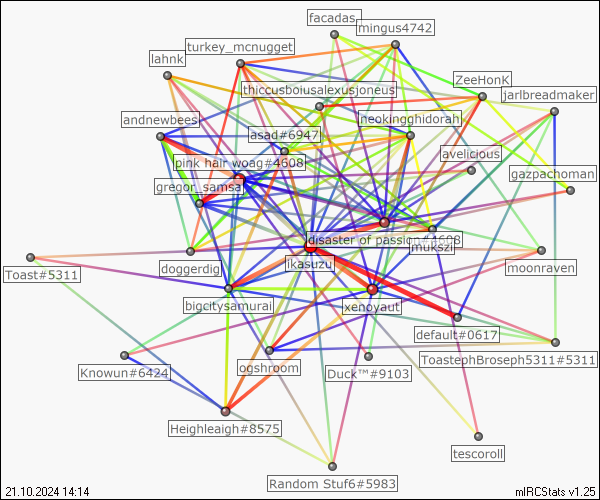 facadas_
mingus4742
turkey_mcnugget
lahnk
ZeeHonk
thiccusboiusalexusjoneus
jarlbreadmaker
andnewbees
neokingghidorah
asad#6947
avelicious
pink hair woag#4608
gazpachoman
gregor_samsa
disaster of passion#4608
mukszi
doggerdig
ikasuzu
moonraven
Toast#5311
bigcitysamurai
xenoyaut
default#0617
ToastephBroseph5311#5311
ogshroom
Knowun#6424
Duck™#9103
Heighleaigh#8575
tescoroll
Random Stuf6#5983
21.10.2024 14:14
mIRCStats v1.25